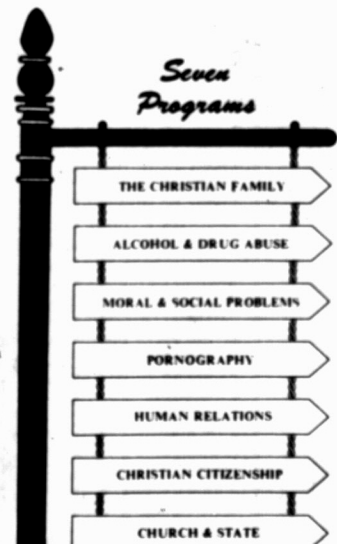 Seven
Programs
THE CHRISTIAN FAMILY
ALCOHOL & DRUG ABUSE
MORAL & SOCIAL PROBLEMS
PORNOGRAPHY
HUMAN RELATIONS
CHRISTIAN CITIZENSHIP
CHURCH & STATE